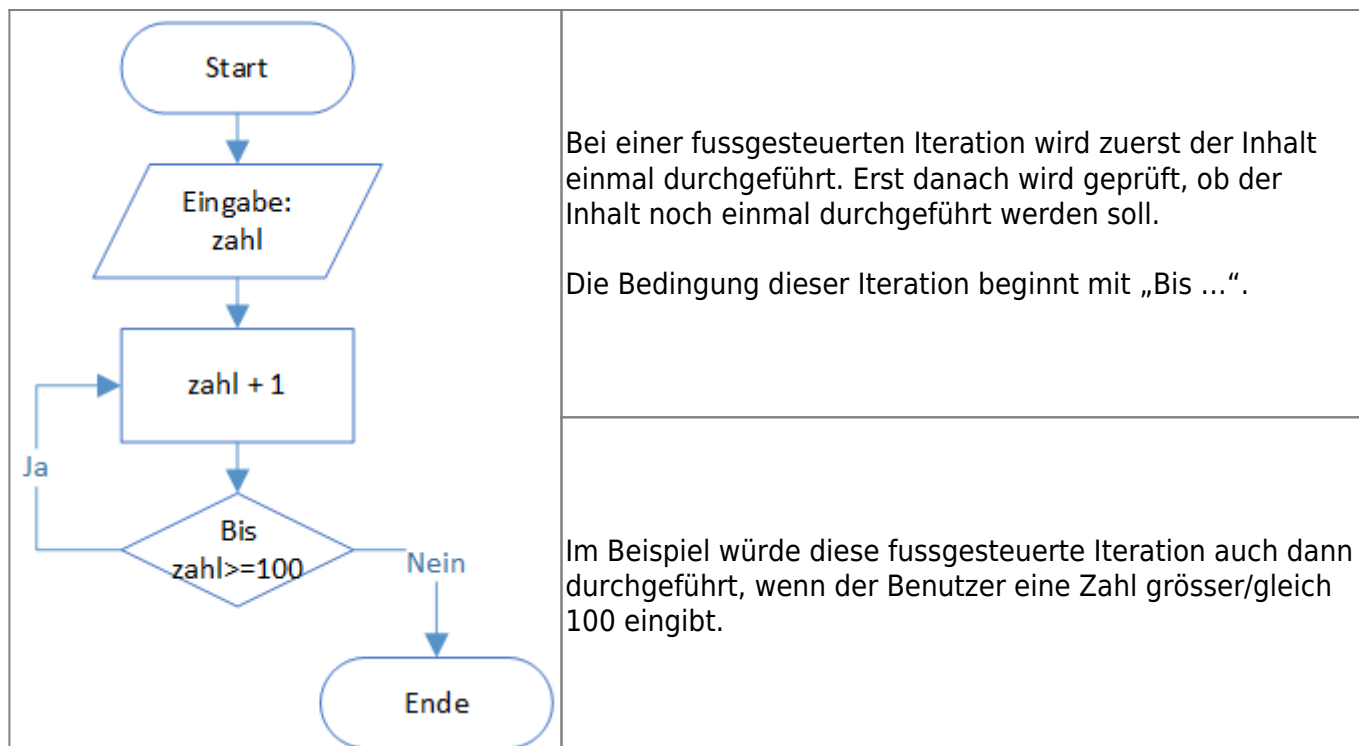 Start
Eingabe:
zahl
zahl + 1
Ja
Bis
zahl>=100
Nein
Ende
Bei einer fussgesteuerten Iteration wird zuerst der Inhalt
einmal durchgeführt. Erst danach wird geprüft, ob der
Inhalt noch einmal durchgeführt werden soll.
Die Bedingung dieser Iteration beginnt mit „Bis …“.
Im Beispiel würde diese fussgesteuerte Iteration auch dann
durchgeführt, wenn der Benutzer eine Zahl grösser/gleich
100 eingibt.